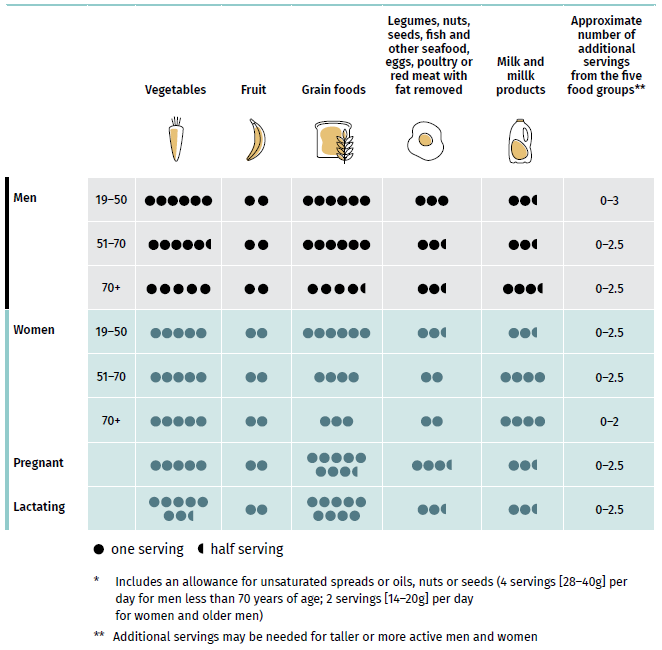 Vegetables
Fruit
Grain foods
Legumes, nuts,
seeds, fish and
other seafood,
eggs, poultry or
red meat with
fat removed
Milk and
millk
products
Approximate
number of
additional
servings
from the five
food groups**
Men
19–50
0–3
51–70
0–2.5
70+
0–2.5
Women
19–50
0–2.5
51–70
0–2.5
70+
0–2
Pregnant
0–2.5
Lactating
0–2.5
one serving
half serving
* Includes an allowance for unsaturated spreads or oils, nuts or seeds (4 servings [28–40g] per
day for men less than 70 years of age; 2 servings [14–20g] per day
for women and older men)
** Additional servings may be needed for taller or more active men and women